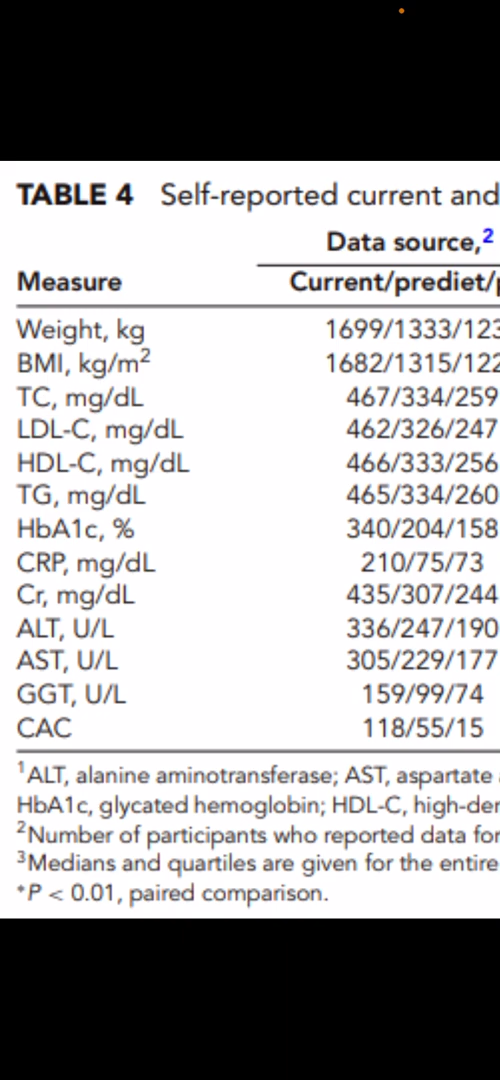 TABLE 4 Self-reported current and
Data source,2
Measure Current/prediet/p
Weight, kg 1699/1333/123
BMI, kg/m2 1682/1315/122
TC, mg/dL 467/334/259
LDL-C, mg/dL 462/326/247
HDL-C, mg/dL 466/333/256
TG, mg/dL 465/334/260
HbA1c, % 340/204/158
CRP, mg/dL 210/75/73
Cr, mg/dL 435/307/244
ALT, U/L 336/247/190
AST, U/L 305/229/177
GGT, U/L 159/99/74
CAC 118/55/15
1ALT, alanine aminotransferase; AST, aspartate
HbA1c, glycated hemoglobin; HDL-C, high-der
2Number of participants who reported data for
3Medians and quartiles are given for the entire
*P < 0.01, paired comparison.